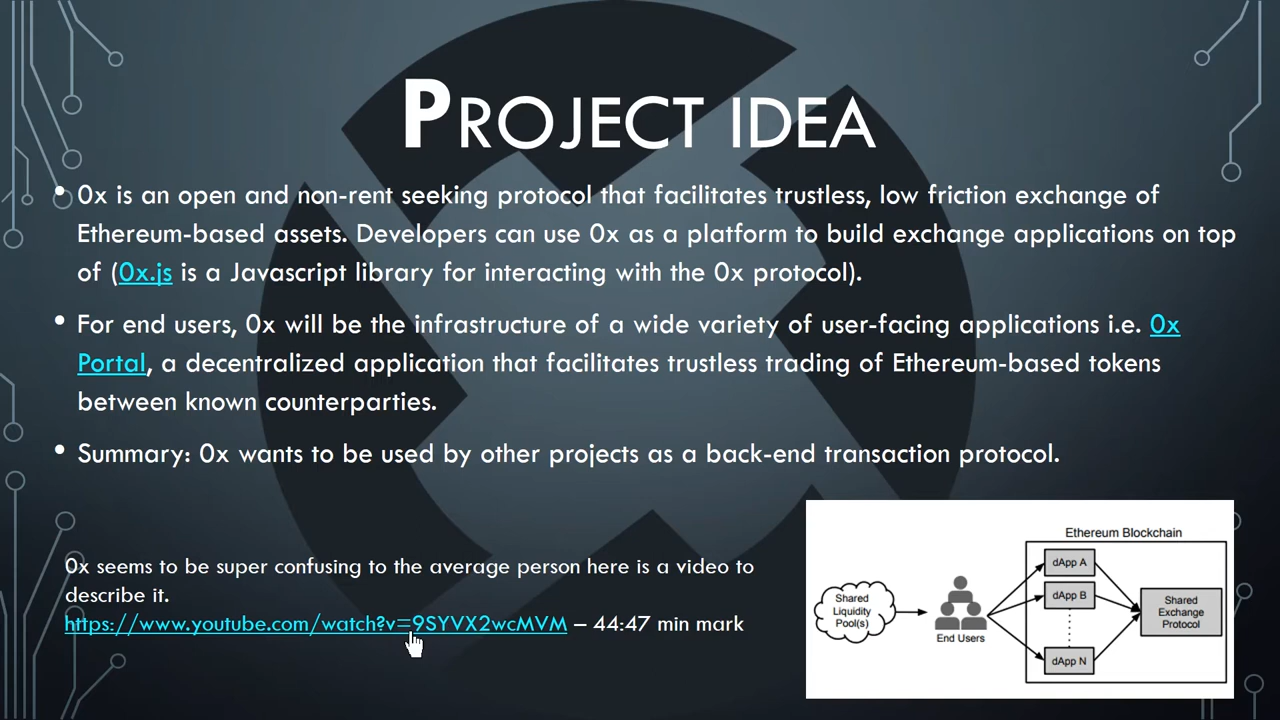 PROJECT IDEA
• 0x is an open and non-rent seeking protocol that facilitates trustless, low friction exchange of
Ethereum-based assets. Developers can use 0x as a platform to build exchange applications on top
of (0x.js is a Javascript library for interacting with the 0x protocol).
• For end users, 0x will be the infrastructure of a wide variety of user-facing applications i.e. 0x
Portal, a decentralized application that facilitates trustless trading of Ethereum-based tokens
between known counterparties.
• Summary: 0x wants to be used by other projects as a back-end transaction protocol.
0x seems to be super confusing to the average person here is a video to
describe it.
https://www.youtube.com/watch?v=9SYVX2wcMVM – 44:47 min mark
Ethereum Blockchain
Shared
Liquidity
Pool(s)
End Users
dApp A
dApp B
dApp N
Shared
Exchange
Protocol